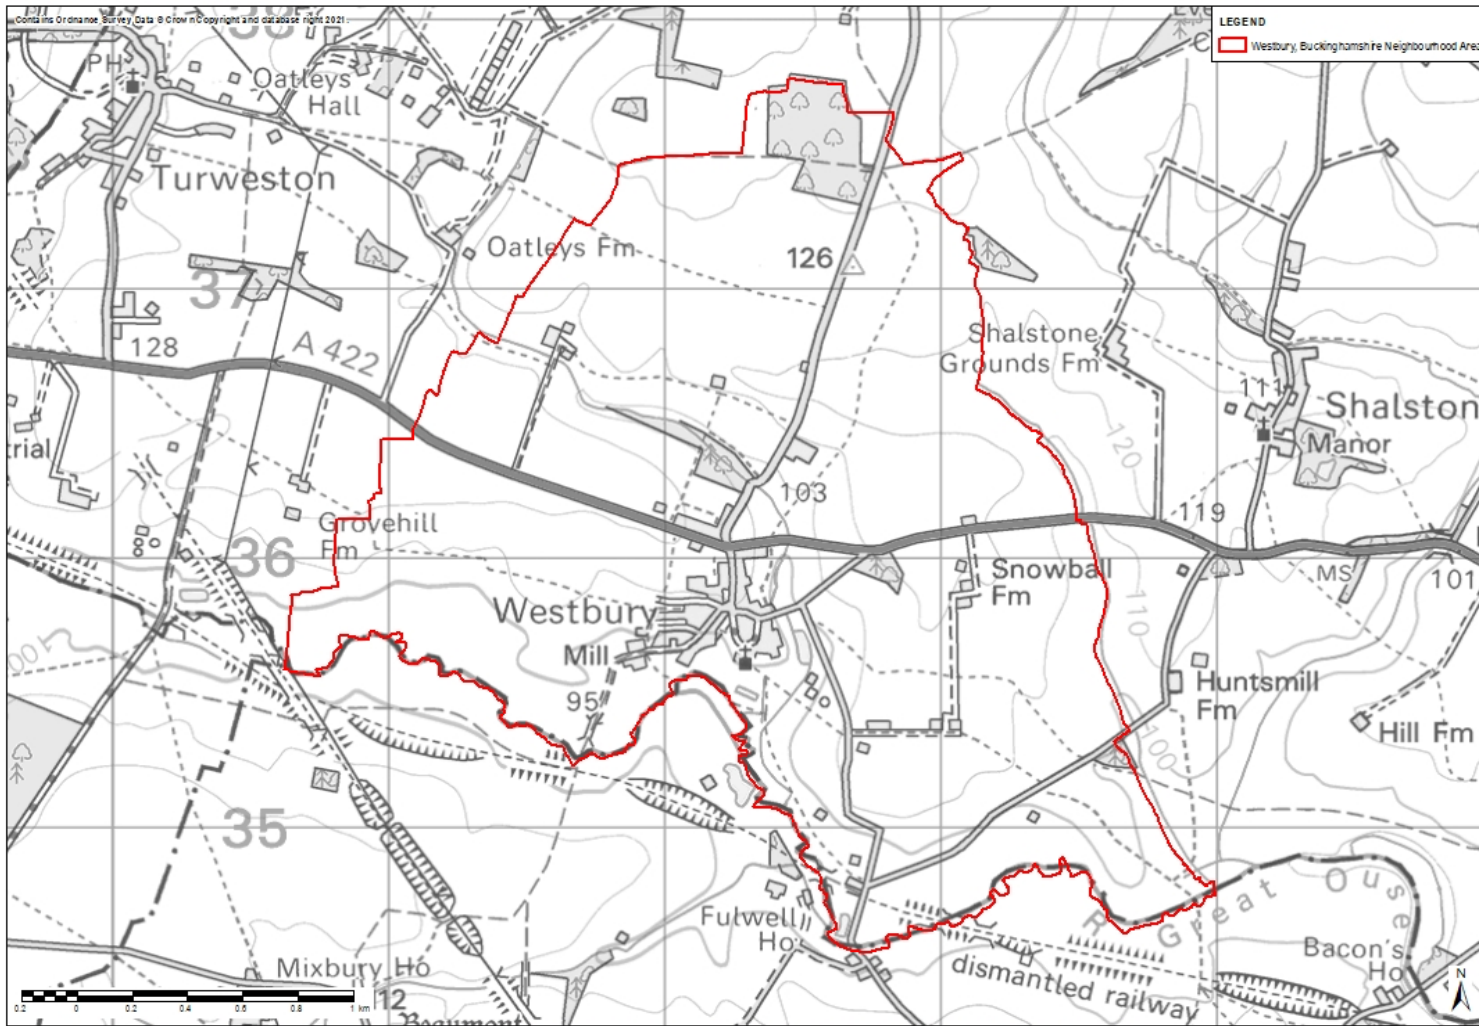 Contains Ordnance Survey Data © Crown Copyright and database right 2021.
LEGEND
Westbury, Buckinghamshire Neighbourhood Area
PH
Oatleys
Hall
Turweston
Oatleys Fm
126
37
128
A 422
Shalstone
Grounds Fm
111
Shalston
Manor
trial
103
120
119
Grovehill
Fm
36
MS
101
Snowball
Fm
Westbury
110
Mill
100
95
Huntsmill
Fm
Hill Fm
100
35
Fulwell
Ho
R Great Ouse
Bacon's
Ho
Mixbury Ho
dismantled railway
112
Beaumont
N
0.2 0 0.2 0.4 0.6 0.8 1 km